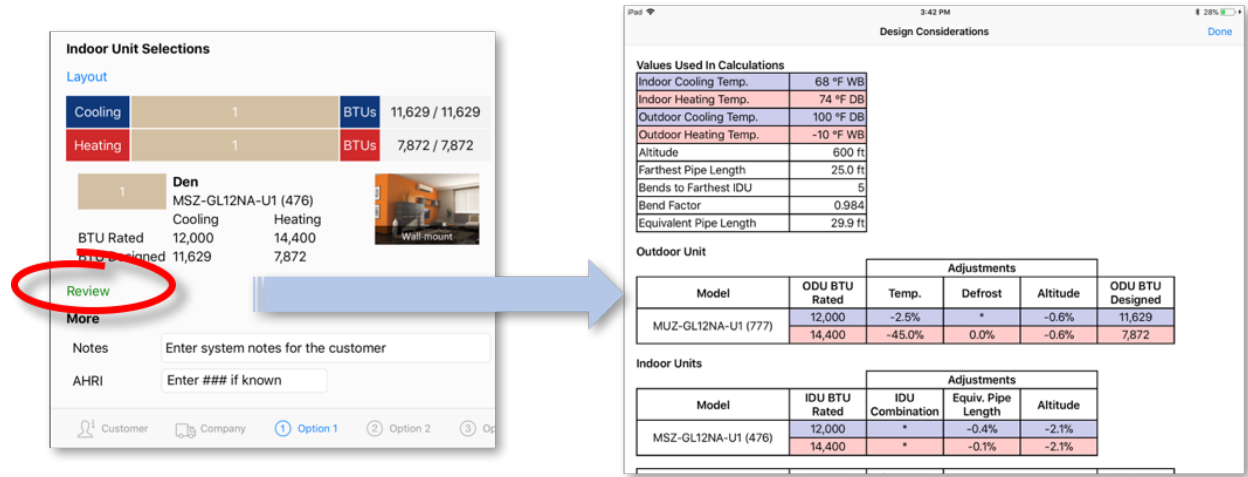 Indoor Unit Selections
Layout
Cooling 1 BTUs 11,629 / 11,629
Heating 1 BTUs 7,872 / 7,872
1
Den
MSZ-GL12NA-U1 (476)
Cooling Heating
BTU Rated 12,000 14,400
BTU Designed 11,629 7,872
Wall-mount
Review
More
Notes Enter system notes for the customer
AHRI Enter ### if known
Customer Company 1 Option 1 2 Option 2 3 Op
iPad 3:42 PM 28%
Design Considerations Done
Values Used In Calculations
Indoor Cooling Temp. 68 °F WB
Indoor Heating Temp. 74 °F DB
Outdoor Cooling Temp. 100 °F DB
Outdoor Heating Temp. -10 °F WB
Altitude 600 ft
Farthest Pipe Length 25.0 ft
Bends to Farthest IDU 5
Bend Factor 0.984
Equivalent Pipe Length 29.9 ft
Outdoor Unit
Adjustments
Model ODU BTU Rated Temp. Defrost Altitude ODU BTU Designed
MUZ-GL12NA-U1 (777)
12,000 -2.5% * -0.6% 11,629
14,400 -45.0% 0.0% -0.6% 7,872
Indoor Units
Adjustments
Model IDU BTU Rated IDU Combination Equiv. Pipe Length Altitude
MSZ-GL12NA-U1 (476)
12,000 * -0.4% -2.1%
14,400 * -0.1% -2.1%